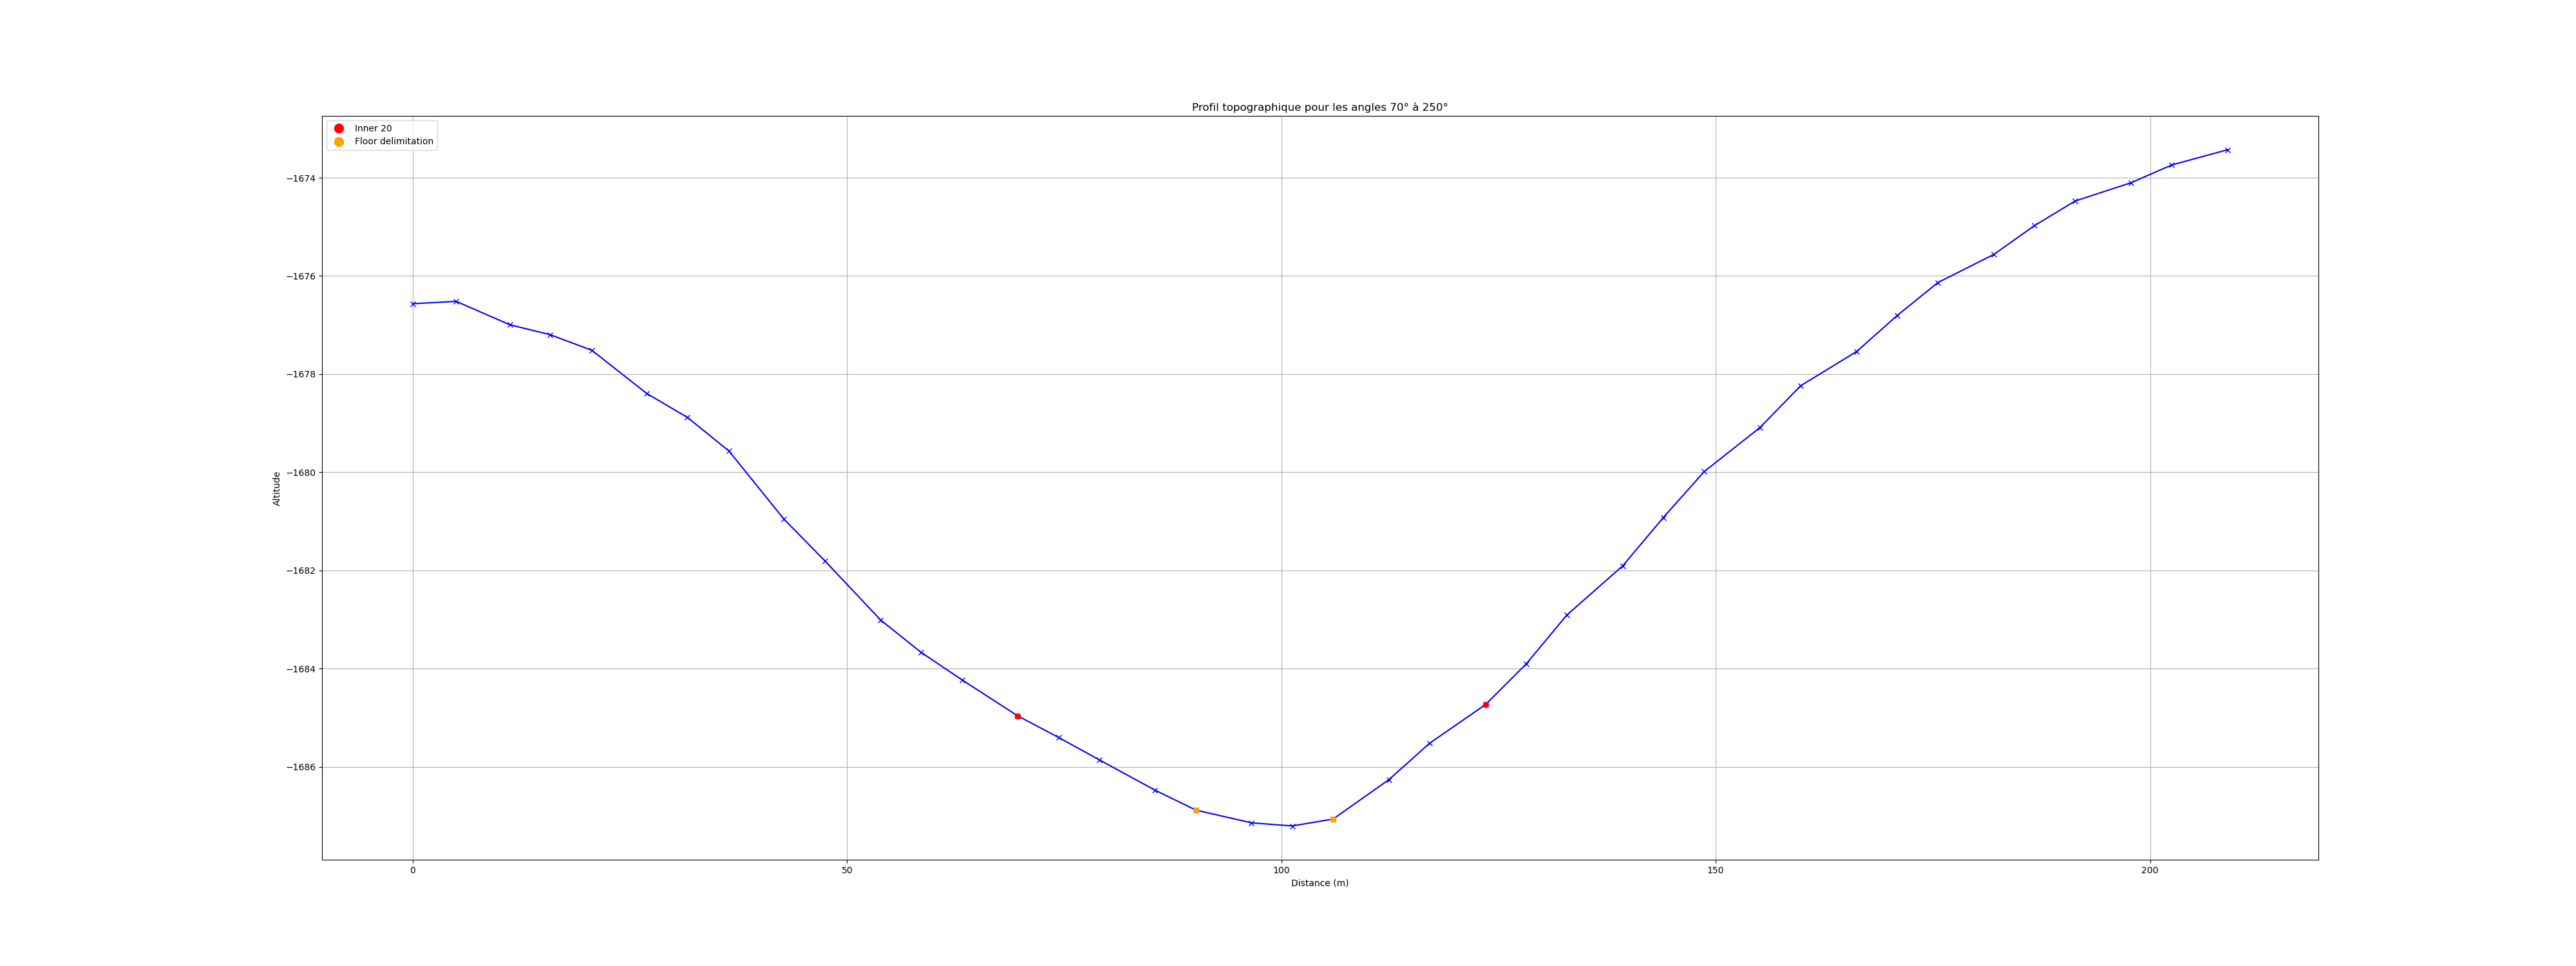 Profil topographique pour les angles 70° à 250°
Inner 20
Floor delimitation
−1674
−1676
−1678
−1680
−1682
−1684
−1686
Altitude
0
50
100
150
200
Distance (m)